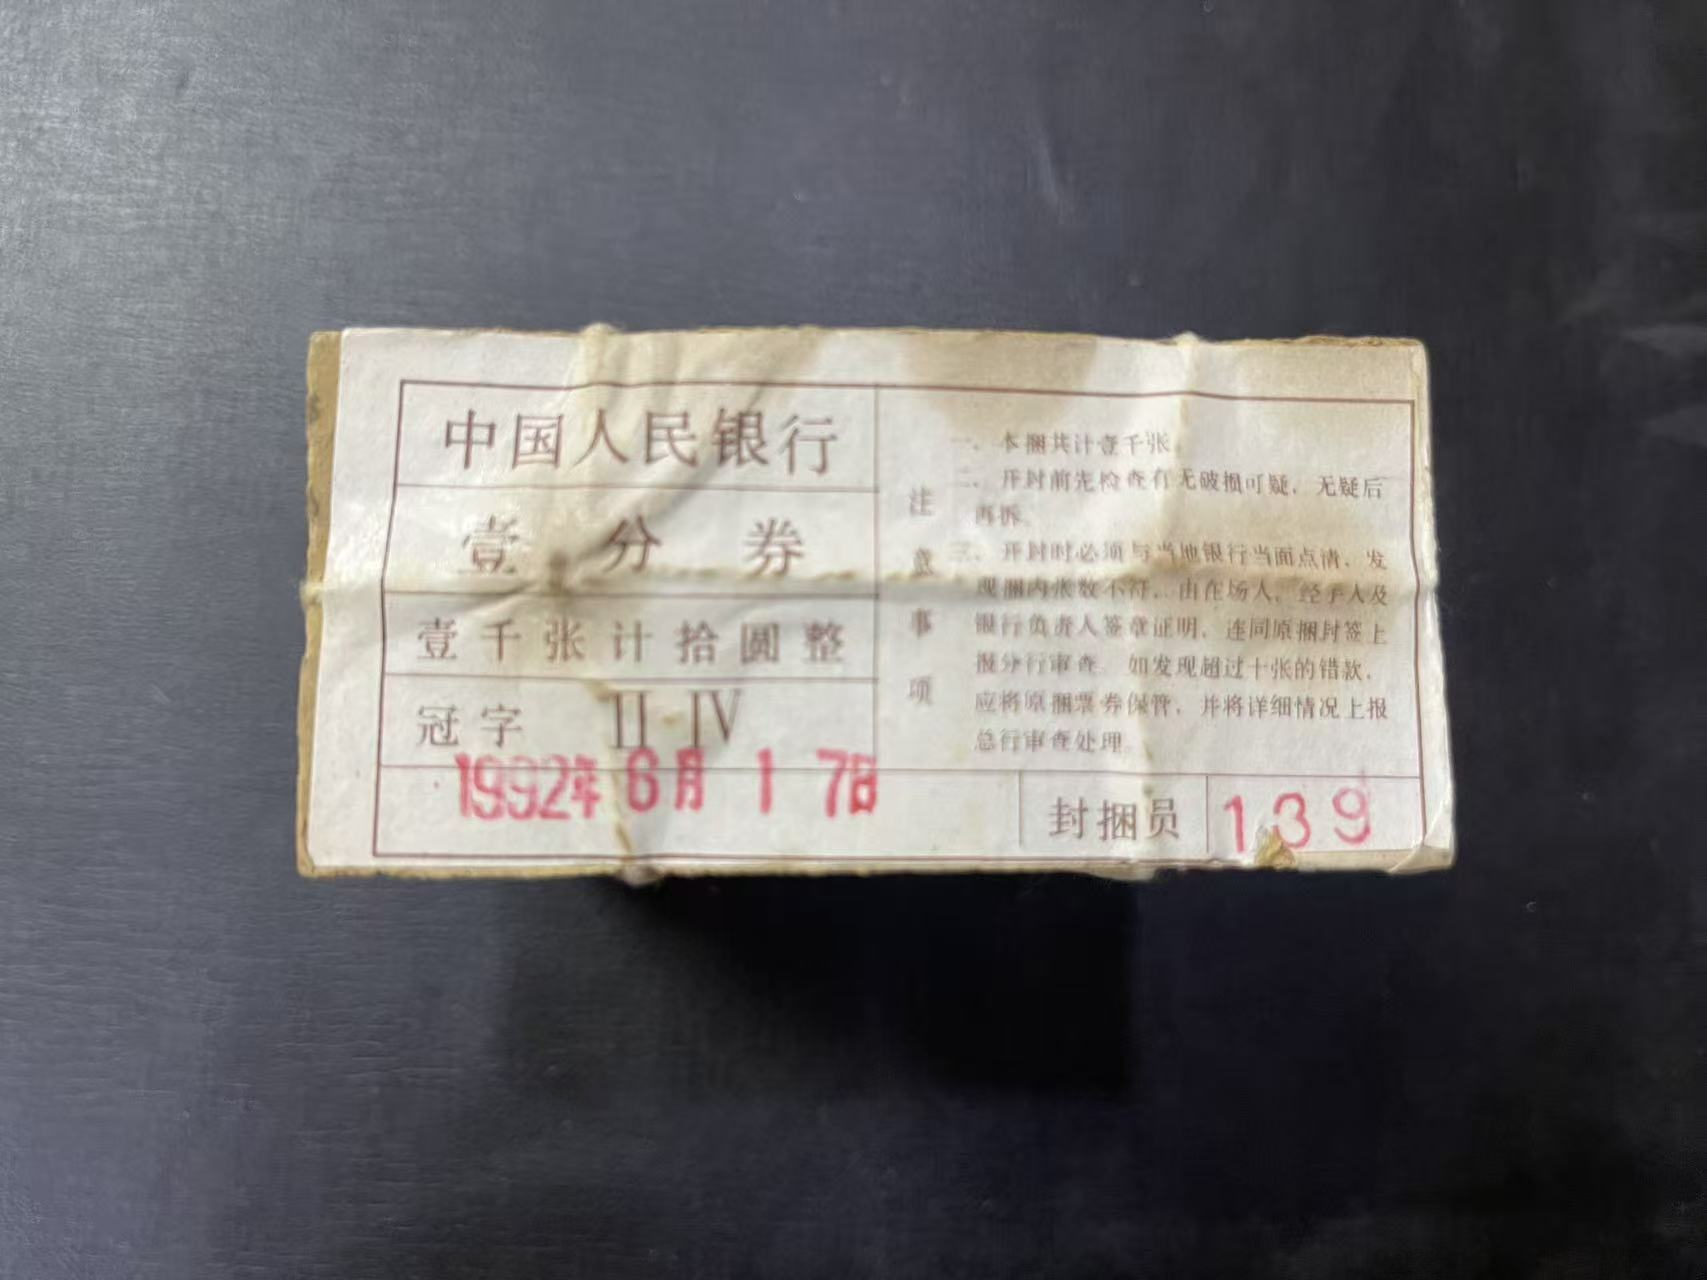 中国人民银行
壹分券
壹千张计拾圆整
冠字 II IV
1992年6月17日
注意事项
一、本捆共计壹千张。
二、开封前先检查有无破损可疑，无疑后
再拆。
三、开封时必须与当地银行当面点清，发
现捆内张数不符，由在场人，经手人及
银行负责人签章证明，连同原捆封签上
报分行审查。如发现超过十张的错款，
应将原捆票券保管，并将详细情况上报
总行审查处理。
封捆员 139